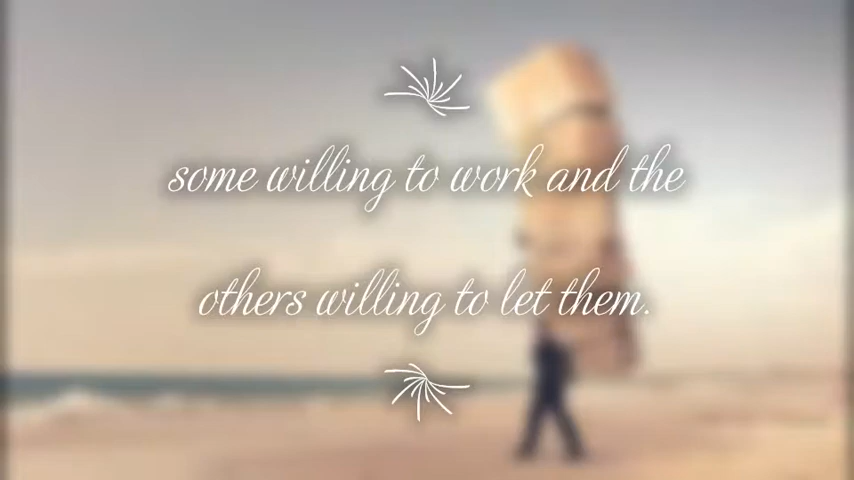 some willing to work and the
others willing to let them.